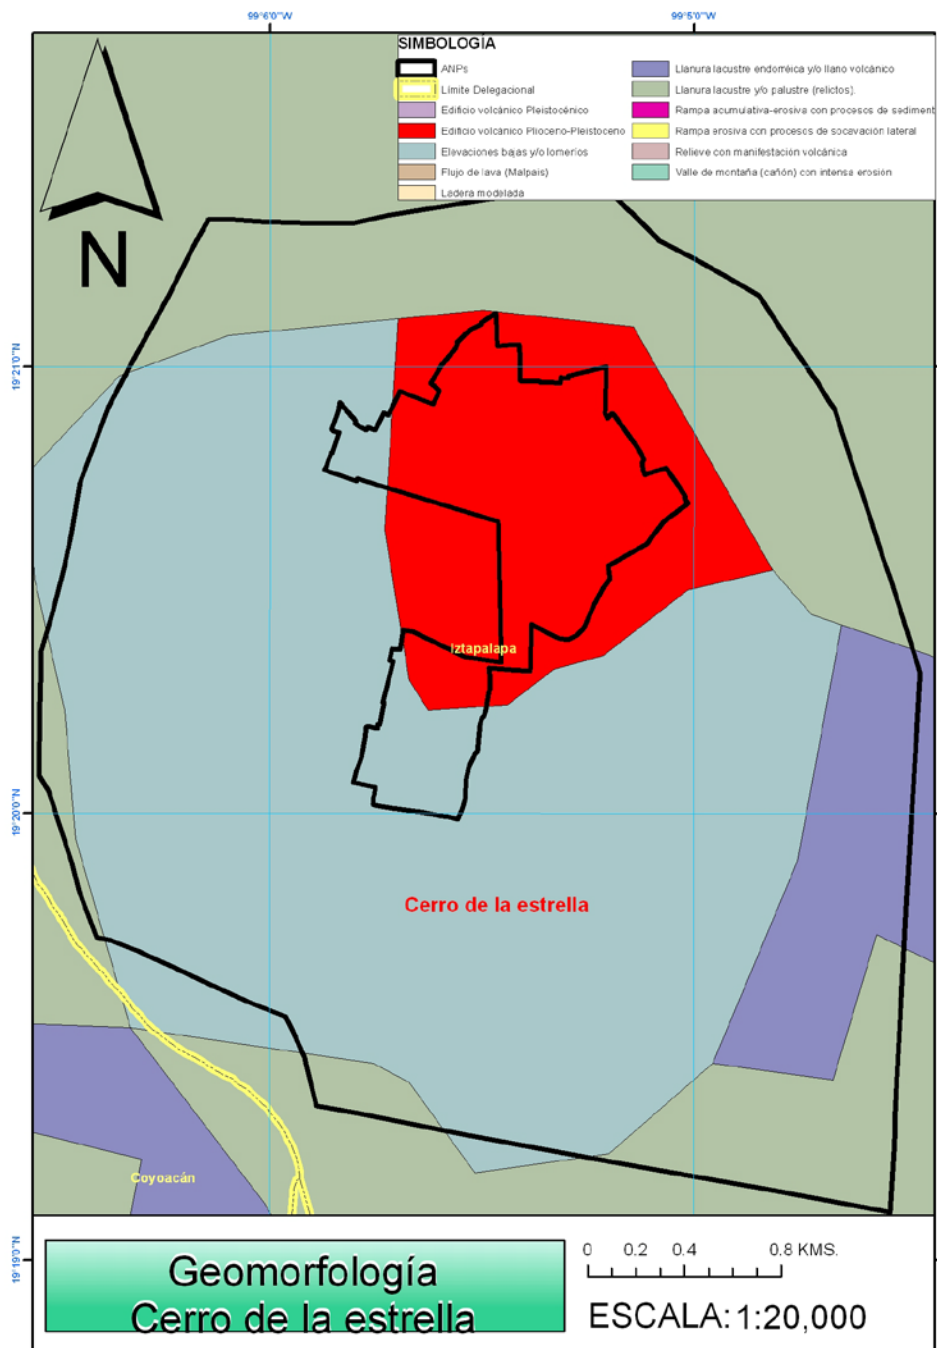 99°6'0"W
99°5'0"W
SIMBOLOGÍA
ANPs
Límite Delegacional
Edificio volcánico Pleistocénico
Edificio volcánico Plioceno-Pleistoceno
Elevaciones bajas y/o lomeríos
Flujo de lava (Malpais)
Ladera modelada
Llanura lacustre endorréica y/o llano volcánico
Llanura lacustre y/o palustre (relictos).
Rampa acumulativa-erosiva con procesos de sediment
Rampa erosiva con procesos de socavación lateral
Relieve con manifestación volcánica
Valle de montaña (cañón) con intensa erosión
N
19°21'0"N
Iztapalapa
19°20'0"N
Cerro de la estrella
Coyoacán
19°19'0"N
Geomorfología
Cerro de la estrella
0 0.2 0.4 0.8 KMS.
ESCALA: 1:20,000